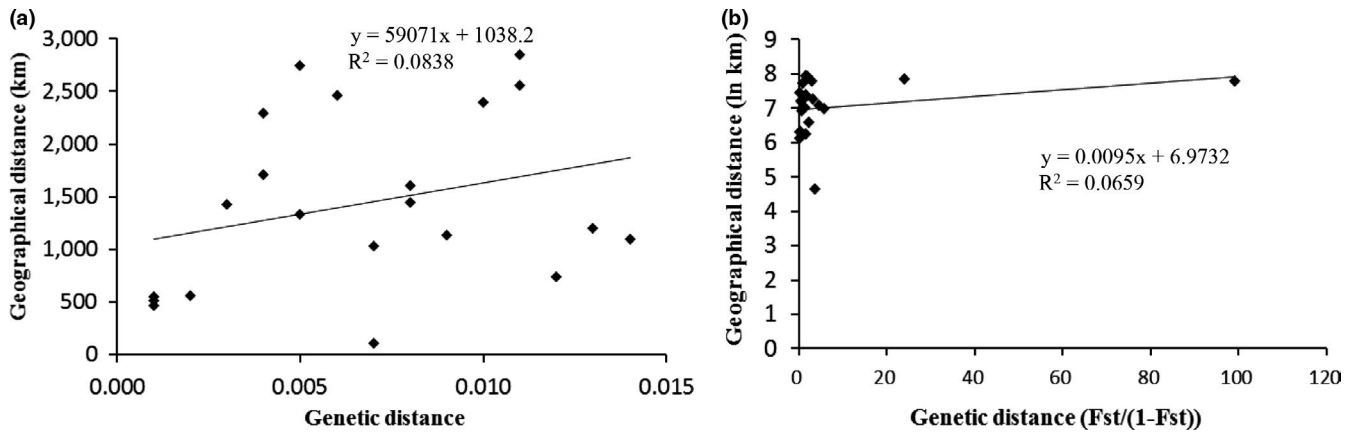 (a)
y = 59071x + 1038.2
R² = 0.0838
Geographical distance (km)
3,000
2,500
2,000
1,500
1,000
500
0
0.000 0.005 0.010 0.015
Genetic distance
(b)
y = 0.0095x + 6.9732
R² = 0.0659
Geographical distance (ln km)
9
8
7
6
5
4
3
2
1
0
0 20 40 60 80 100 120
Genetic distance (Fst/(1-Fst))